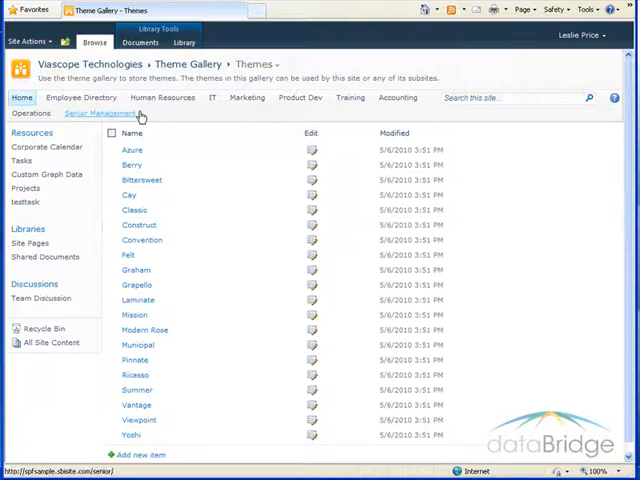 Favorites Theme Gallery - Themes Page Safety Tools
Site Actions Browse Library Tools Documents Library Leslie Price
Viascope Technologies Theme Gallery Themes
Use the theme gallery to store themes. The themes in this gallery can be used by this site or any of its subsites.
Home Employee Directory Human Resources IT Marketing Product Dev Training Accounting Search this site...
Operations Senior Management
Resources
Corporate Calendar
Tasks
Custom Graph Data
Projects
testtask
Libraries
Site Pages
Shared Documents
Discussions
Team Discussion
Recycle Bin
All Site Content
Name Edit Modified
Azure 5/6/2010 3:51 PM
Berry 5/6/2010 3:51 PM
Bittersweet 5/6/2010 3:51 PM
Cay 5/6/2010 3:51 PM
Classic 5/6/2010 3:51 PM
Construct 5/6/2010 3:51 PM
Convention 5/6/2010 3:51 PM
Felt 5/6/2010 3:51 PM
Graham 5/6/2010 3:51 PM
Grapello 5/6/2010 3:51 PM
Laminate 5/6/2010 3:51 PM
Mission 5/6/2010 3:51 PM
Modern Rose 5/6/2010 3:51 PM
Municipal 5/6/2010 3:51 PM
Pinnate 5/6/2010 3:51 PM
Ricasso 5/6/2010 3:51 PM
Summer 5/6/2010 3:51 PM
Vantage 5/6/2010 3:51 PM
Viewpoint 5/6/2010 3:51 PM
Yoshi 5/6/2010 3:51 PM
Add new item
dataBridge
http://spfsample.sbisite.com/senior/ Internet 100%